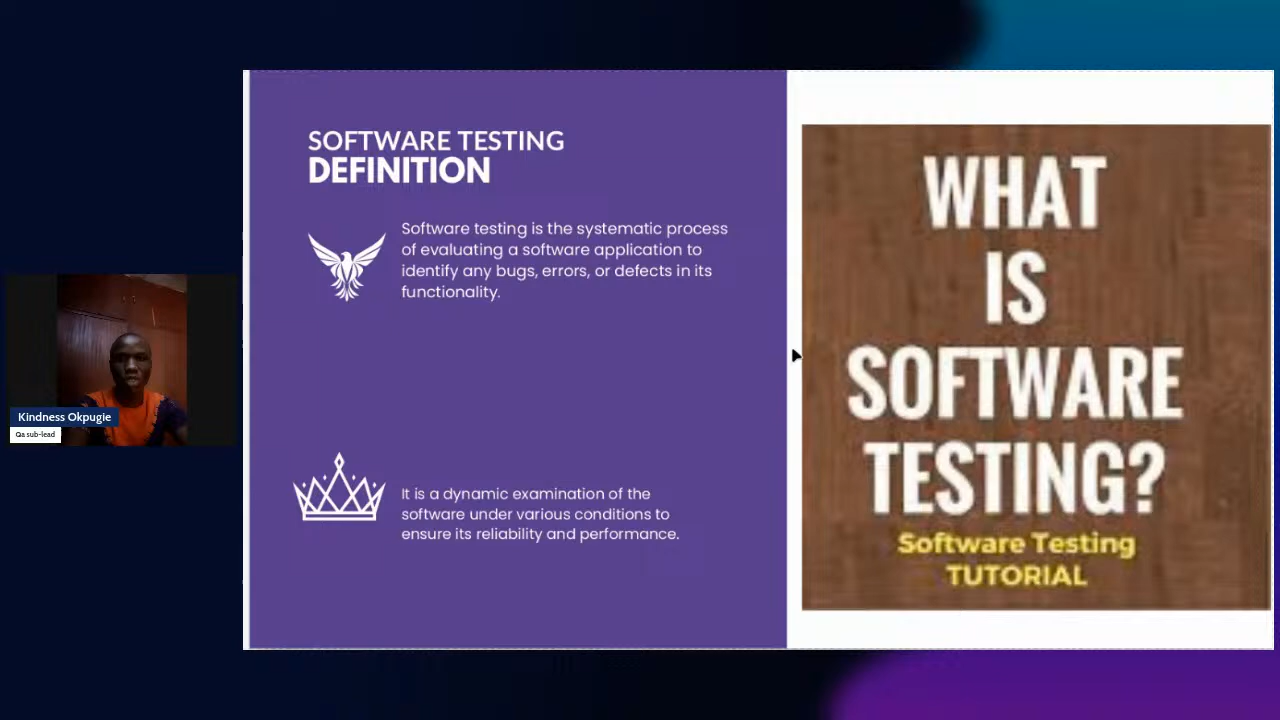 SOFTWARE TESTING
DEFINITION
Software testing is the systematic process
of evaluating a software application to
identify any bugs, errors, or defects in its
functionality.
It is a dynamic examination of the
software under various conditions to
ensure its reliability and performance.
WHAT
IS
SOFTWARE
TESTING?
Software Testing
TUTORIAL
Kindness Okpugie
Qa sub-lead